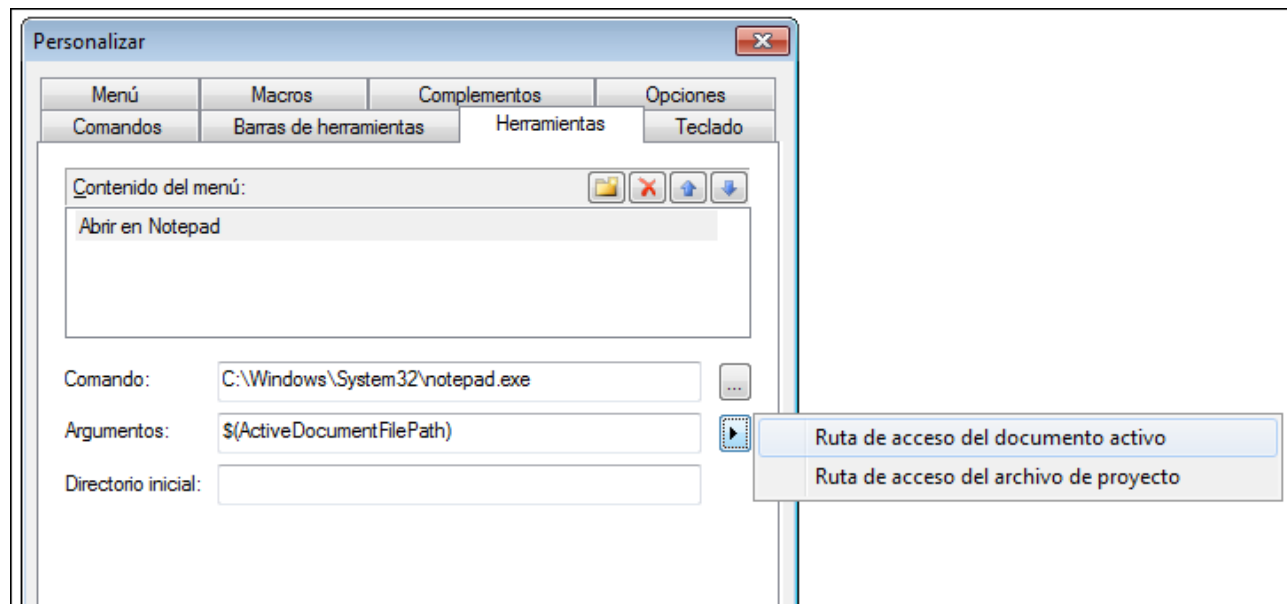 Personalizar
Menú Macros Complementos Opciones
Comandos Barras de herramientas Herramientas Teclado
Contenido del menú:
Abrir en Notepad
Comando: C:\Windows\System32\notepad.exe ...
Argumentos: $(ActiveDocumentFilePath)
Ruta de acceso del documento activo
Ruta de acceso del archivo de proyecto
Directorio inicial: